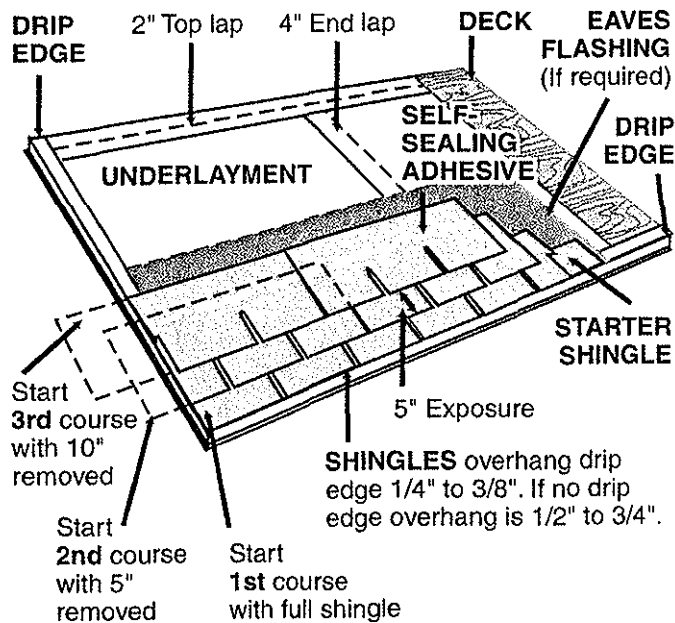 DRIP
EDGE
2" Top lap
4" End lap
DECK
EAVES
FLASHING
(If required)
SELF-
SEALING
ADHESIVE
DRIP
EDGE
UNDERLAYMENT
STARTER
SHINGLE
5" Exposure
Start
3rd course
with 10"
removed
SHINGLES overhang drip
edge 1/4" to 3/8". If no drip
edge overhang is 1/2" to 3/4".
Start
2nd course
with 5"
removed
Start
1st course
with full shingle